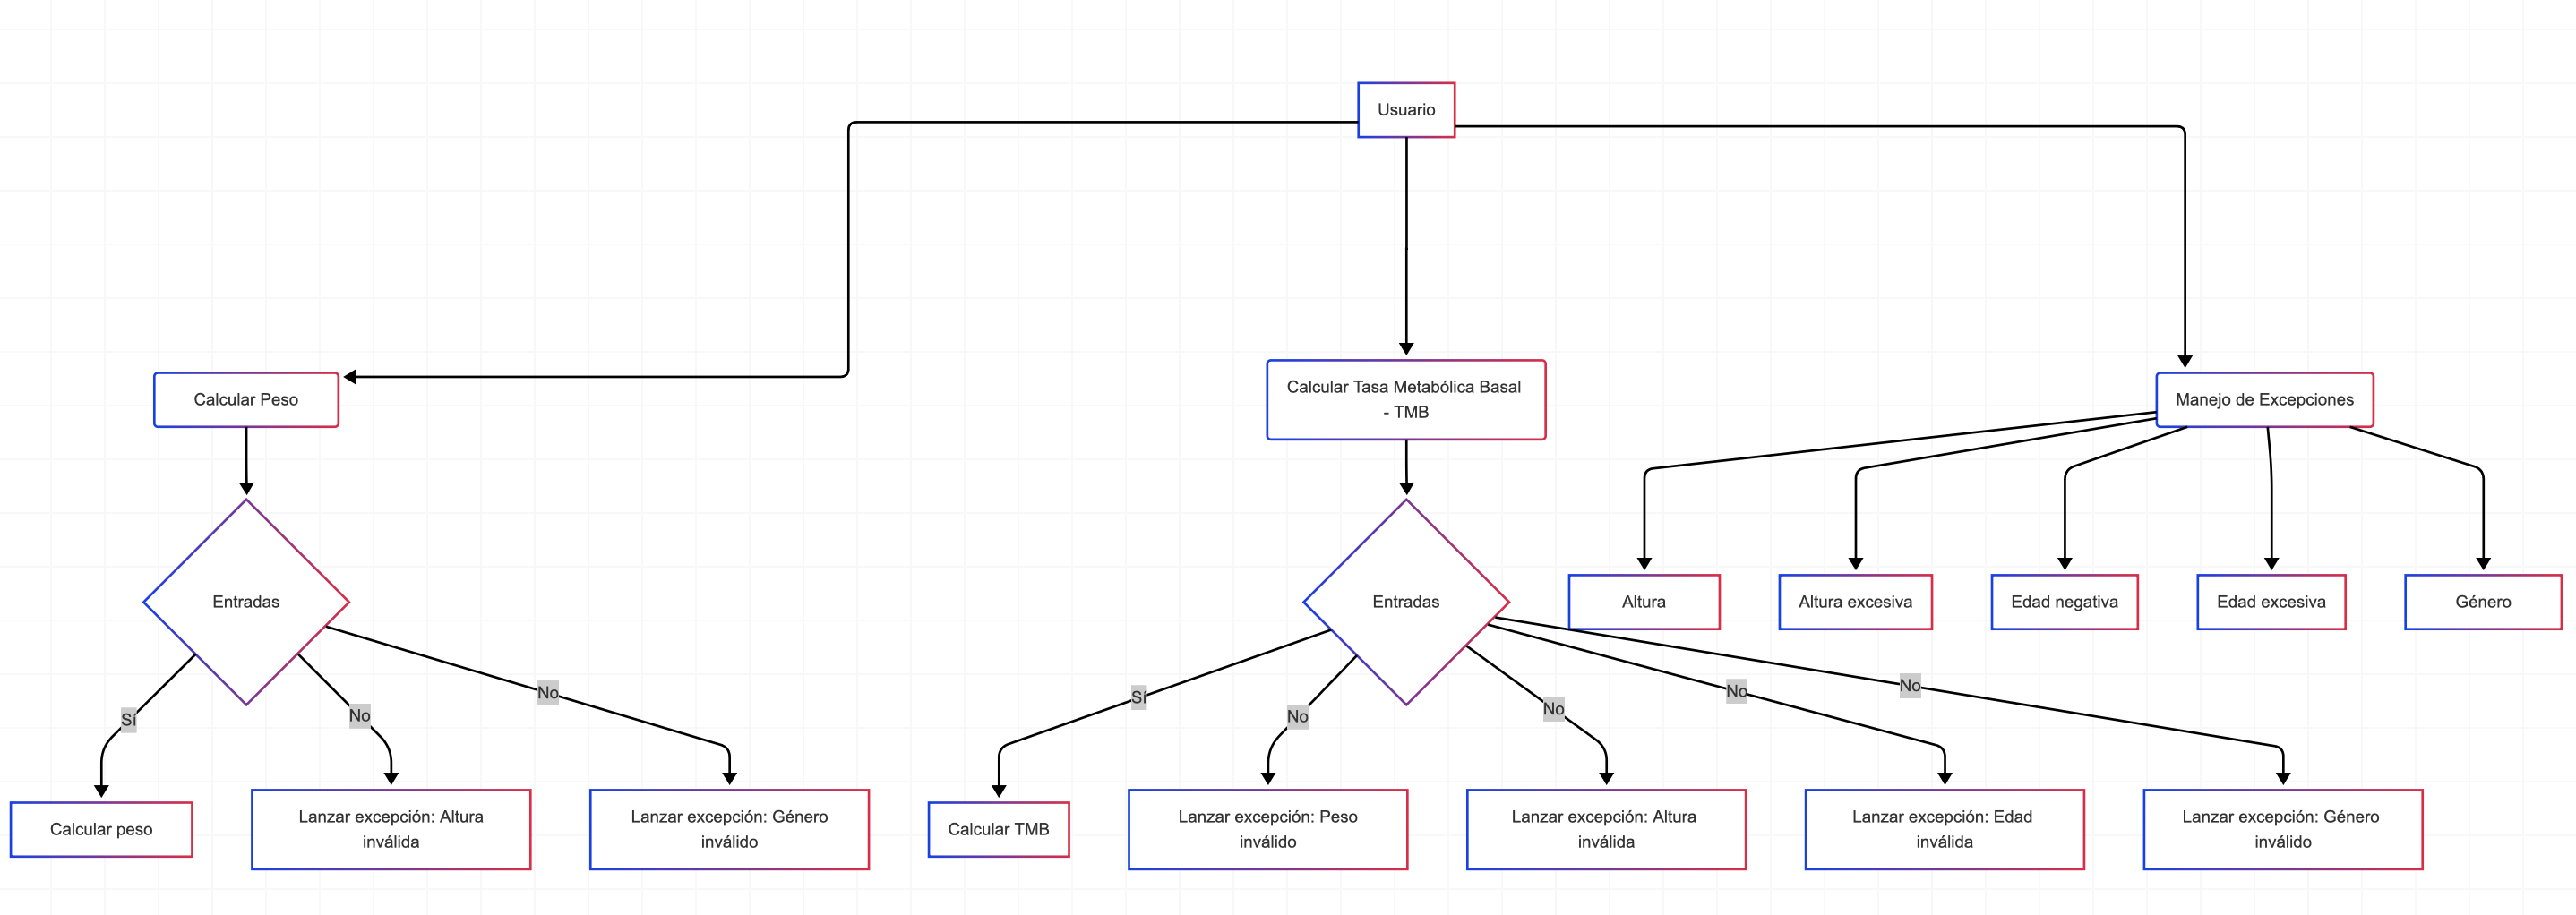 Usuario
Calcular Peso
Calcular Tasa Metabólica Basal
- TMB
Manejo de Excepciones
Entradas
Entradas
Altura
Altura excesiva
Edad negativa
Edad excesiva
Género
Sí
No
No
Sí
No
No
No
No
Calcular peso
Lanzar excepción: Altura
inválida
Lanzar excepción: Género
inválido
Calcular TMB
Lanzar excepción: Peso
inválido
Lanzar excepción: Altura
inválida
Lanzar excepción: Edad
inválida
Lanzar excepción: Género
inválido